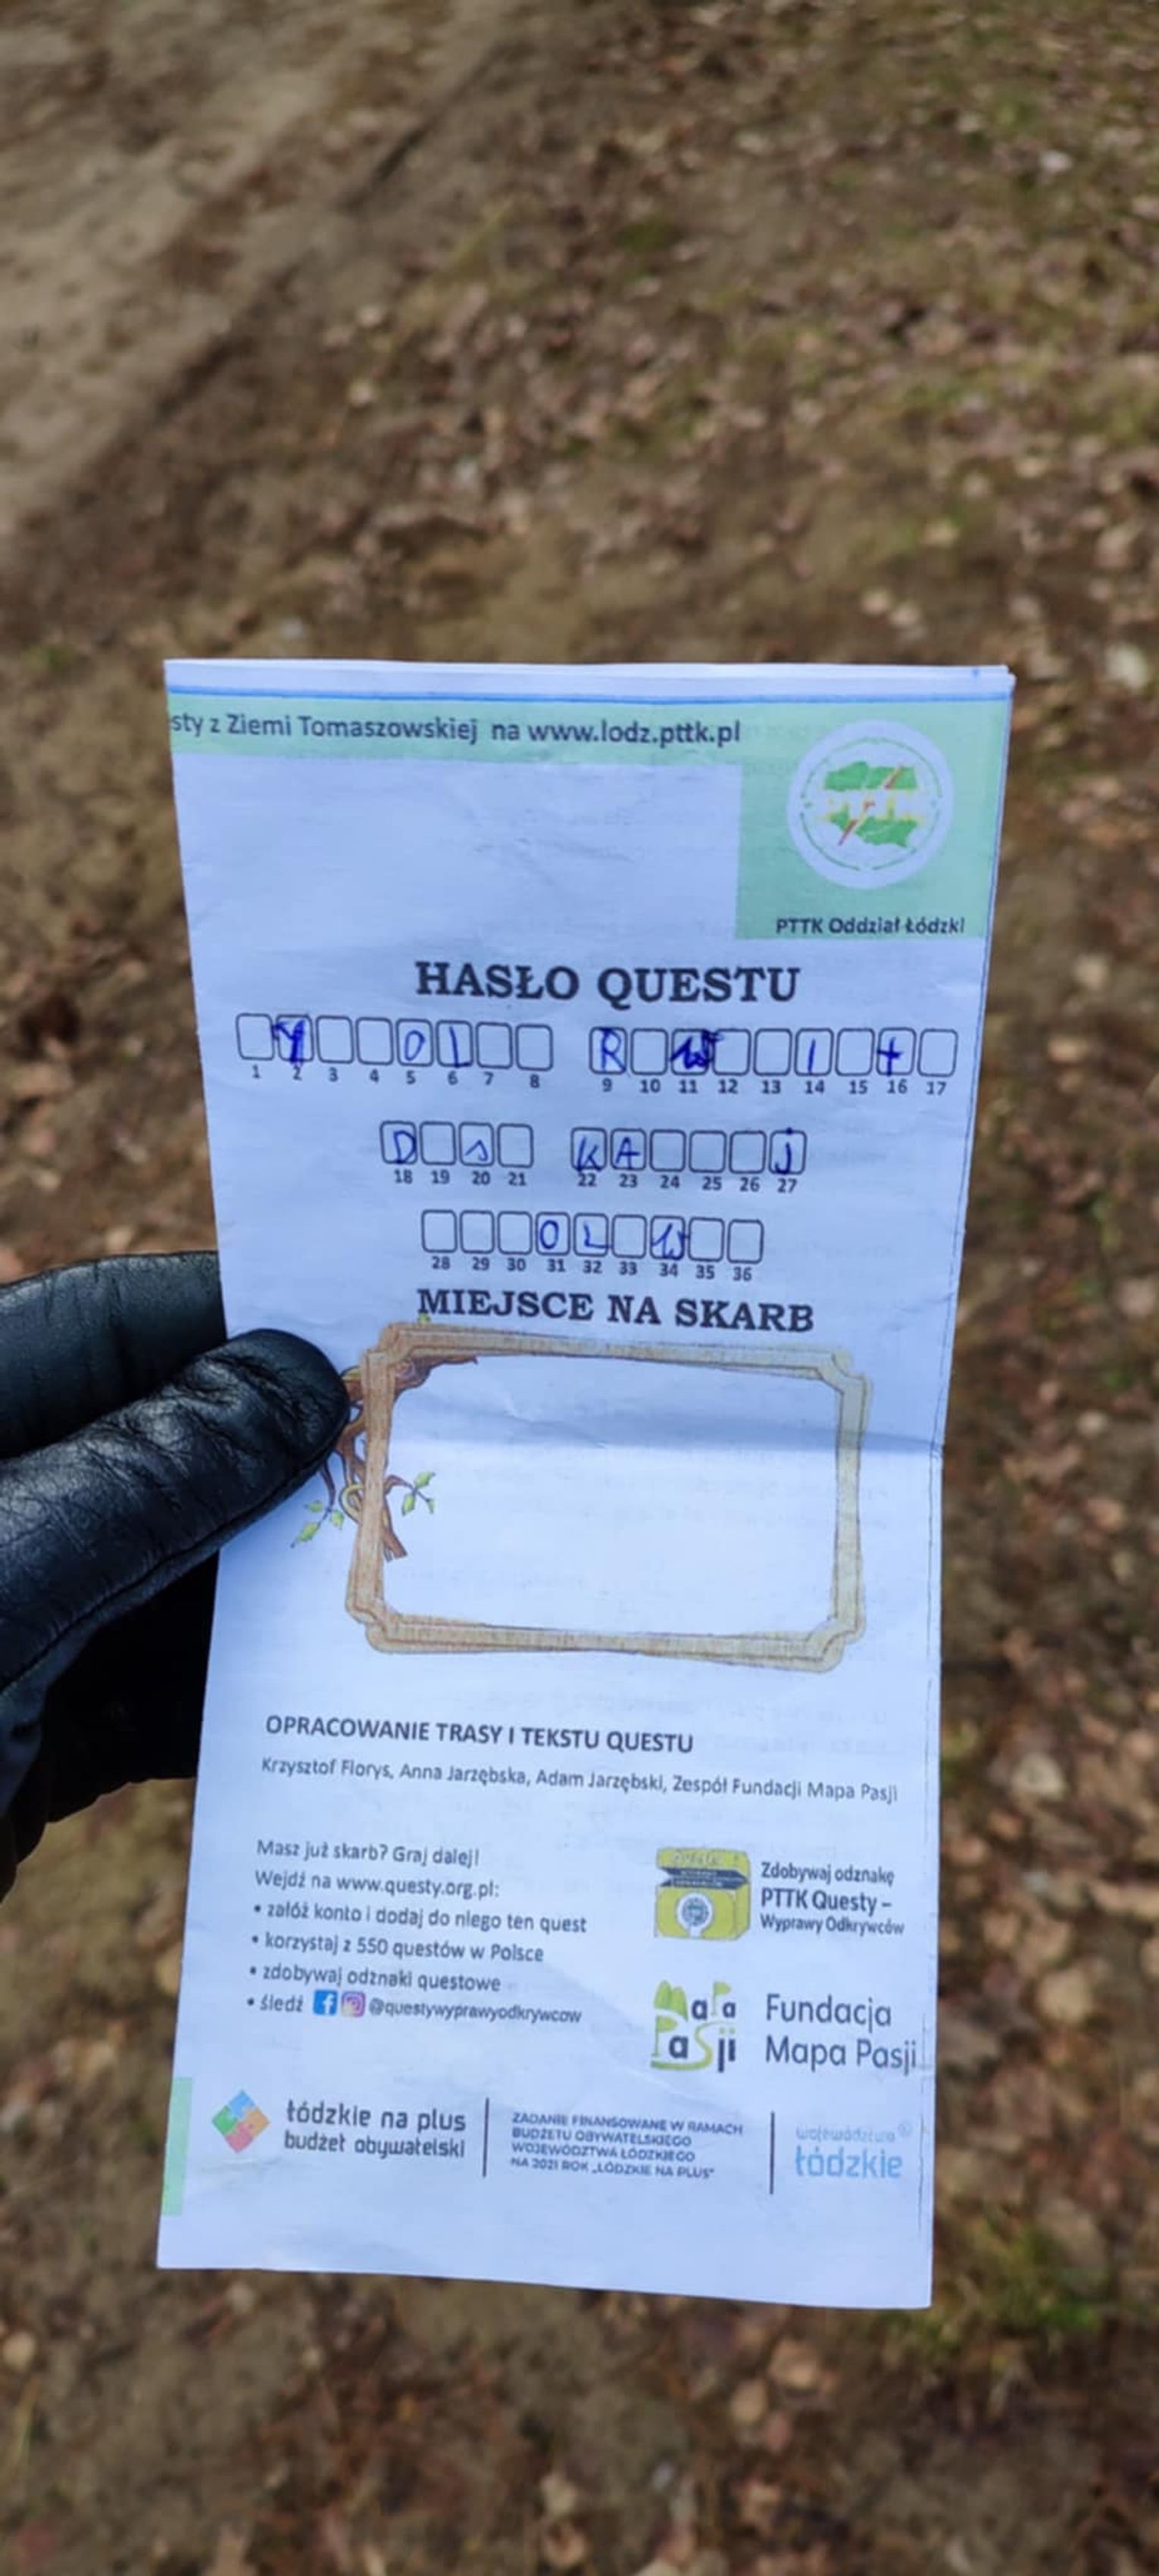 sty z Ziemi Tomaszowskiej na www.lodz.pttk.pl
PTTK Oddział Łódzki
HASŁO QUESTU
Y O L R W I t
1 2 3 4 5 6 7 8 9 10 11 12 13 14 15 16 17
D s K A j
18 19 20 21 22 23 24 25 26 27
O L W
28 29 30 31 32 33 34 35 36
MIEJSCE NA SKARB
OPRACOWANIE TRASY I TEKSTU QUESTU
Krzysztof Florys, Anna Jarzębska, Adam Jarzębski, Zespół Fundacji Mapa Pasji
Masz już skarb? Graj dalej!
Wejdź na www.questy.org.pl:
• załóż konto i dodaj do niego ten quest
• korzystaj z 550 questów w Polsce
• zdobywaj odznaki questowe
• śledź @questywyprawyodkrywcow
Zdobywaj odznakę
PTTK Questy –
Wyprawy Odkrywców
Mapa
Pasji
Fundacja
Mapa Pasji
łódzkie na plus
budżet obywatelski
ZADANIE FINANSOWANE W RAMACH
BUDŻETU OBYWATELSKIEGO
WOJEWÓDZTWA ŁÓDZKIEGO
NA 2021 ROK „ŁÓDZKIE NA PLUS"
województwo
łódzkie